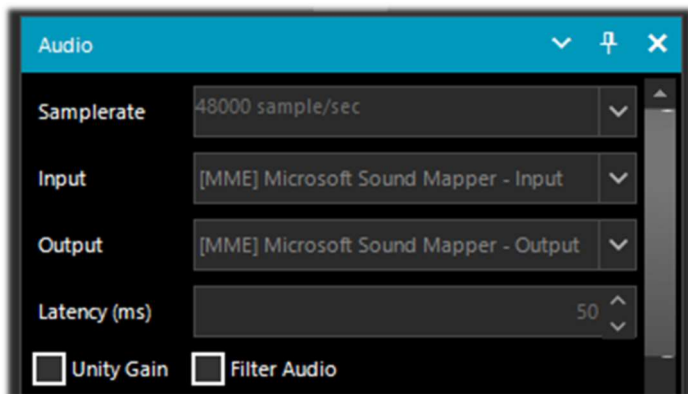 Audio
Samplerate 48000 sample/sec
Input [MME] Microsoft Sound Mapper - Input
Output [MME] Microsoft Sound Mapper - Output
Latency (ms) 50
Unity Gain Filter Audio